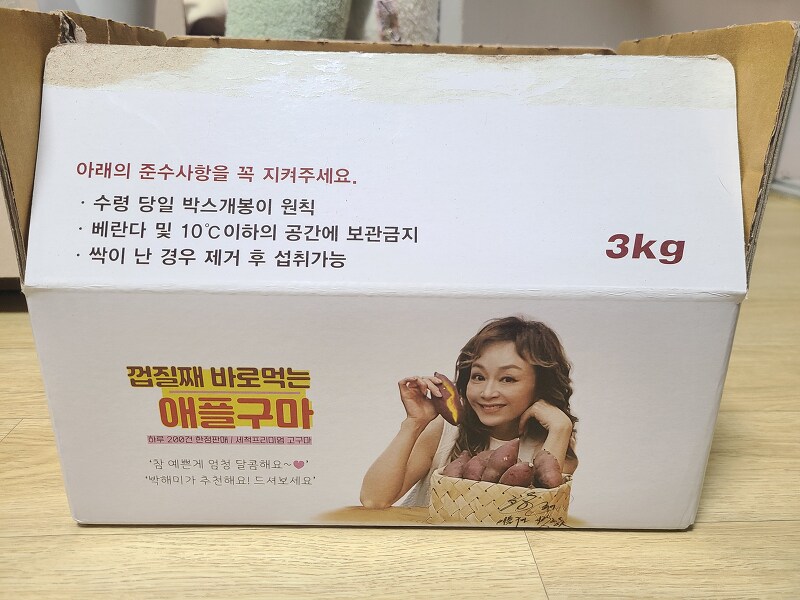 아래의 준수사항을 꼭 지켜주세요.
· 수령 당일 박스개봉이 원칙
· 베란다 및 10℃이하의 공간에 보관금지
· 싹이 난 경우 제거 후 섭취가능
3kg
껍질째 바로먹는
애플구마
하루 200건 한정판매 / 세척프리미엄 고구마
'참 예쁜게 엄청 달콤해요~♥'
'박해미가 추천해요! 드셔보세요'